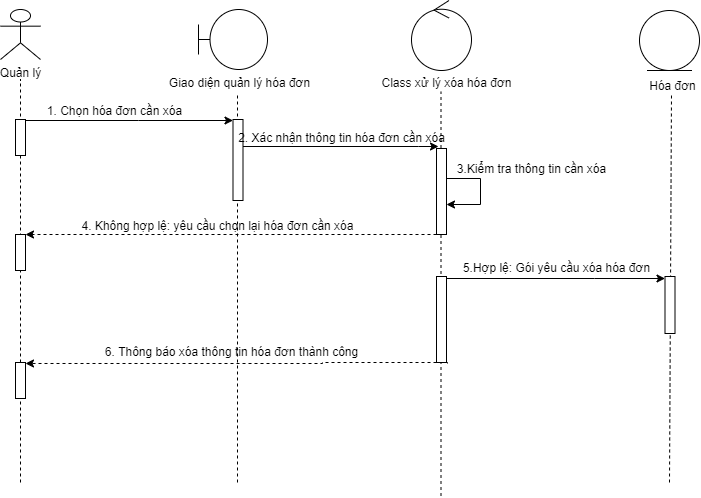 Quản lý
Giao diện quản lý hóa đơn
Class xử lý xóa hóa đơn
Hóa đơn
1. Chọn hóa đơn cần xóa
2. Xác nhận thông tin hóa đơn cần xóa
3.Kiểm tra thông tin cần xóa
4. Không hợp lệ: yêu cầu chọn lại hóa đơn cần xóa
5.Hợp lệ: Gói yêu cầu xóa hóa đơn
6. Thông báo xóa thông tin hóa đơn thành công